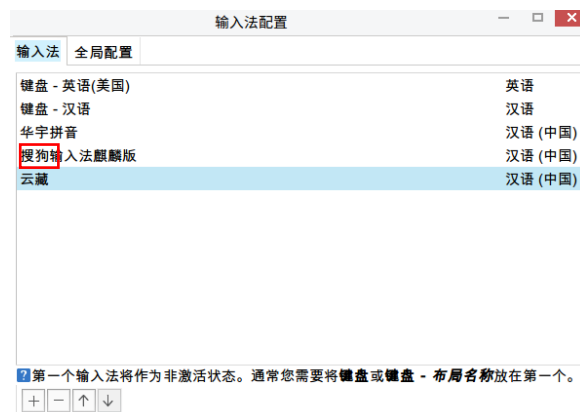 输入法配置
输入法 全局配置
键盘 - 英语(美国) 英语
键盘 - 汉语 汉语
华宇拼音 汉语 (中国)
搜狗输入法麒麟版 汉语 (中国)
云藏 汉语 (中国)
?第一个输入法将作为非激活状态。通常您需要将键盘或键盘 - 布局名称放在第一个。